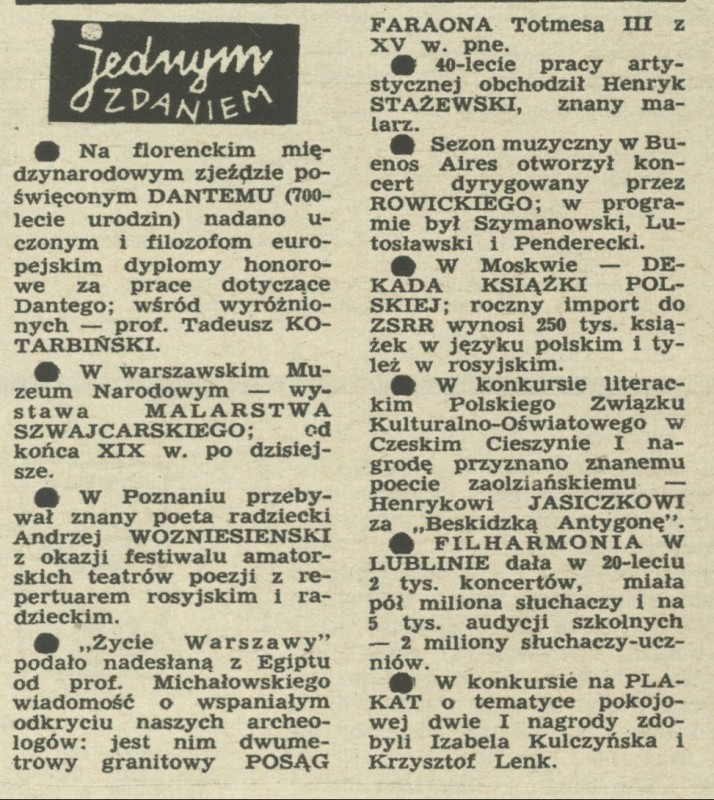 jednym
ZDANIEM
● Na florenckim mię-
dzynarodowym zjeździe po-
święconym DANTEMU (700-
lecie urodzin) nadano u-
czonym i filozofom euro-
pejskim dyplomy honoro-
we za prace dotyczące
Dantego; wśród wyróżnio-
nych — prof. Tadeusz KO-
TARBIŃSKI.
● W warszawskim Mu-
zeum Narodowym — wy-
stawa MALARSTWA
SZWAJCARSKIEGO; od
końca XIX w. po dzisiej-
sze.
● W Poznaniu przeby-
wał znany poeta radziecki
Andrzej WOZNIESIENSKI
z okazji festiwalu amator-
skich teatrów poezji z re-
pertuarem rosyjskim i ra-
dzieckim.
● „Życie Warszawy”
podało nadesłaną z Egiptu
od prof. Michałowskiego
wiadomość o wspaniałym
odkryciu naszych archeo-
logów: jest nim dwume-
trowy granitowy POSĄG
FARAONA Totmesa III z
XV w. pne.
● 40-lecie pracy arty-
stycznej obchodził Henryk
STAŻEWSKI, znany ma-
larz.
● Sezon muzyczny w Bu-
enos Aires otworzył kon-
cert dyrygowany przez
ROWICKIEGO; w progra-
mie był Szymanowski, Lu-
tosławski i Penderecki.
● W Moskwie — DE-
KADA KSIĄŻKI POL-
SKIEJ; roczny import do
ZSRR wynosi 250 tys. ksią-
żek w języku polskim i ty-
leż w rosyjskim.
● W konkursie literac-
kim Polskiego Związku
Kulturalno-Oświatowego w
Czeskim Cieszynie I na-
grodę przyznano znanemu
poecie zaolziańskiemu —
Henrykowi JASICZKOWI
za „Beskidzką Antygonę”.
● FILHARMONIA W
LUBLINIE dała w 20-leciu
2 tys. koncertów, miała
pół miliona słuchaczy i na
5 tys. audycji szkolnych
— 2 miliony słuchaczy-ucz-
niów.
● W konkursie na PLA-
KAT o tematyce pokojo-
wej dwie I nagrody zdo-
byli Izabela Kulczyńska i
Krzysztof Lenk.